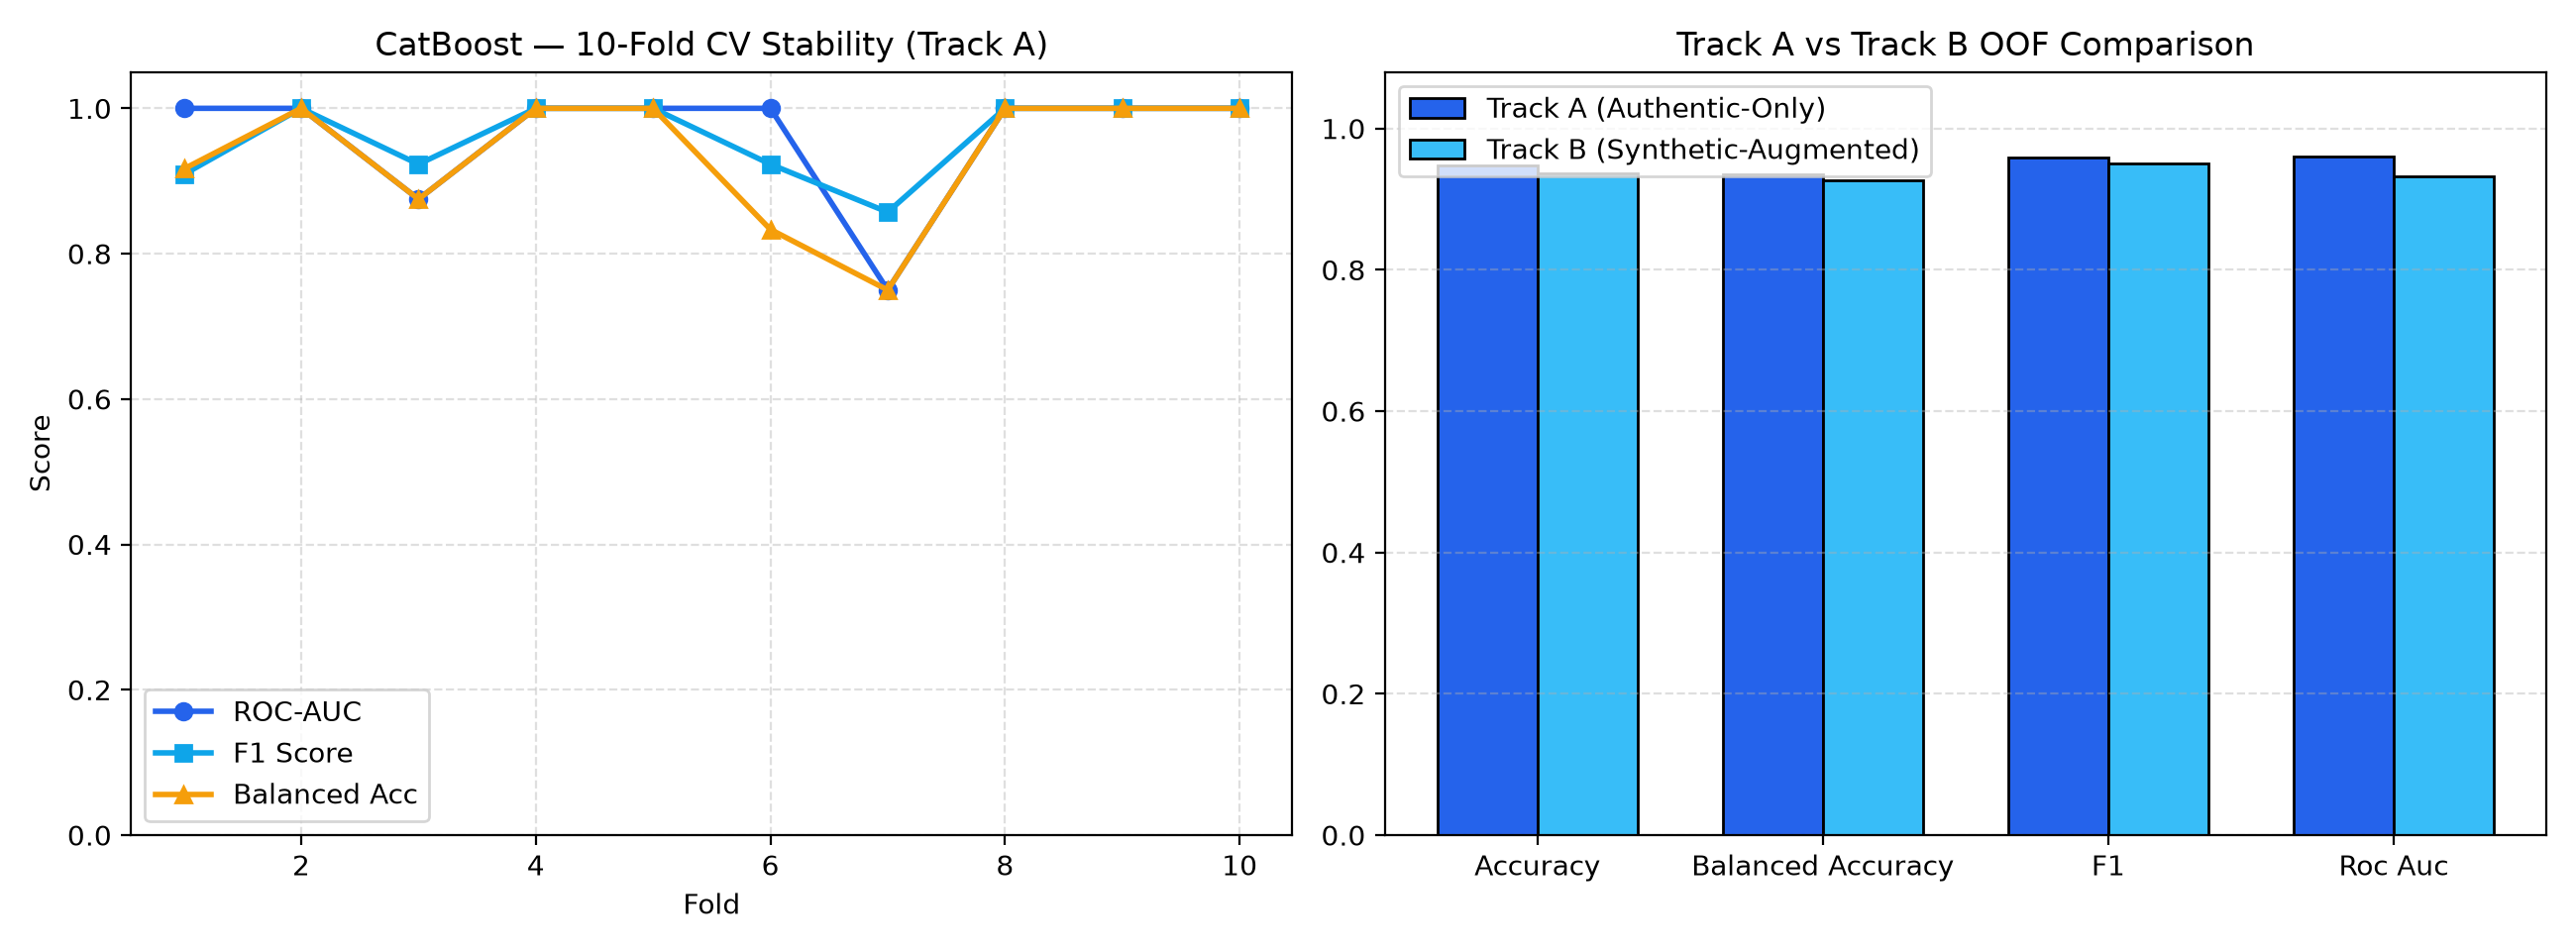 CatBoost — 10-Fold CV Stability (Track A)
Score
1.0
0.8
0.6
0.4
0.2
0.0
ROC-AUC
F1 Score
Balanced Acc
2 4 6 8 10
Fold
Track A vs Track B OOF Comparison
Track A (Authentic-Only)
Track B (Synthetic-Augmented)
1.0
0.8
0.6
0.4
0.2
0.0
Accuracy Balanced Accuracy F1 Roc Auc